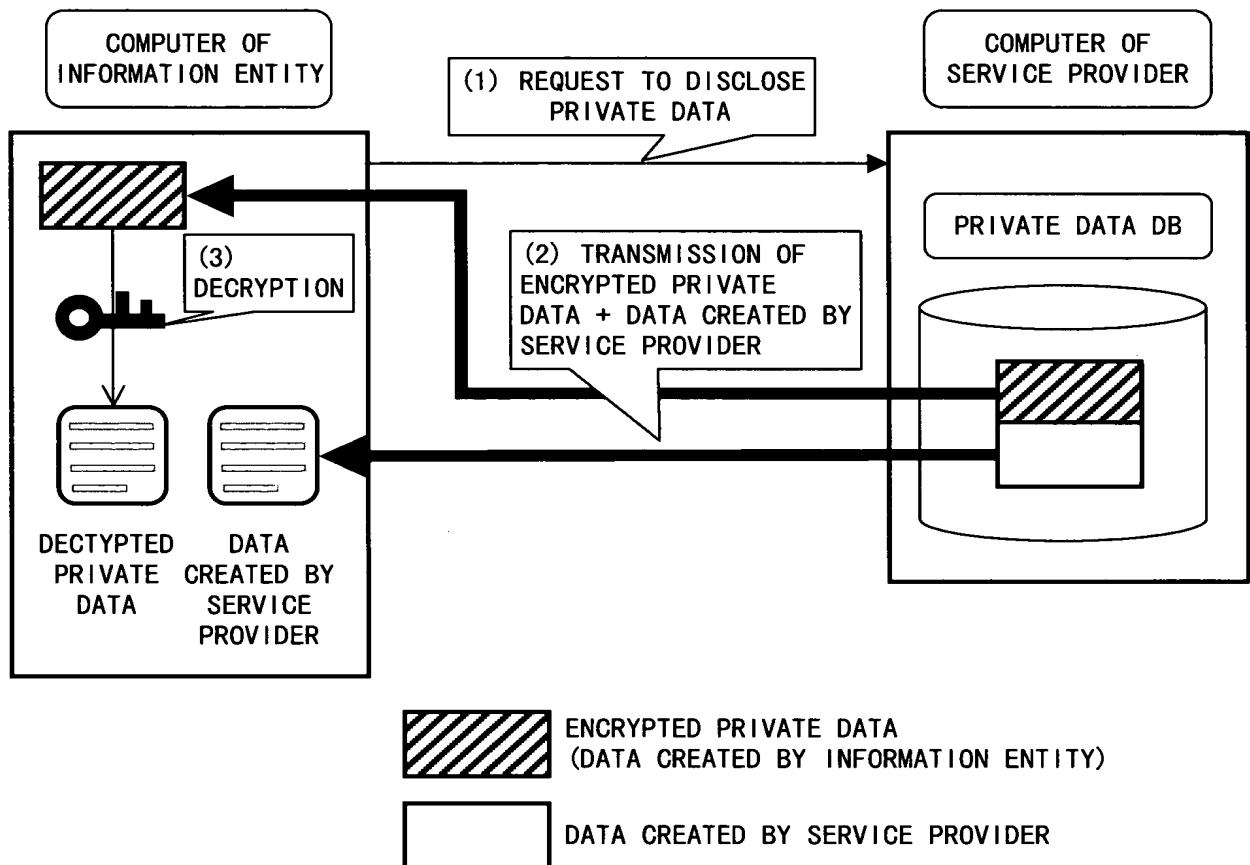 COMPUTER OF
INFORMATION ENTITY
COMPUTER OF
SERVICE PROVIDER
(1) REQUEST TO DISCLOSE
PRIVATE DATA
PRIVATE DATA DB
(2) TRANSMISSION OF
ENCRYPTED PRIVATE
DATA + DATA CREATED BY
SERVICE PROVIDER
(3)
DECRYPTION
DECTYPTED
PRIVATE
DATA
DATA
CREATED BY
SERVICE
PROVIDER
ENCRYPTED PRIVATE DATA
(DATA CREATED BY INFORMATION ENTITY)
DATA CREATED BY SERVICE PROVIDER